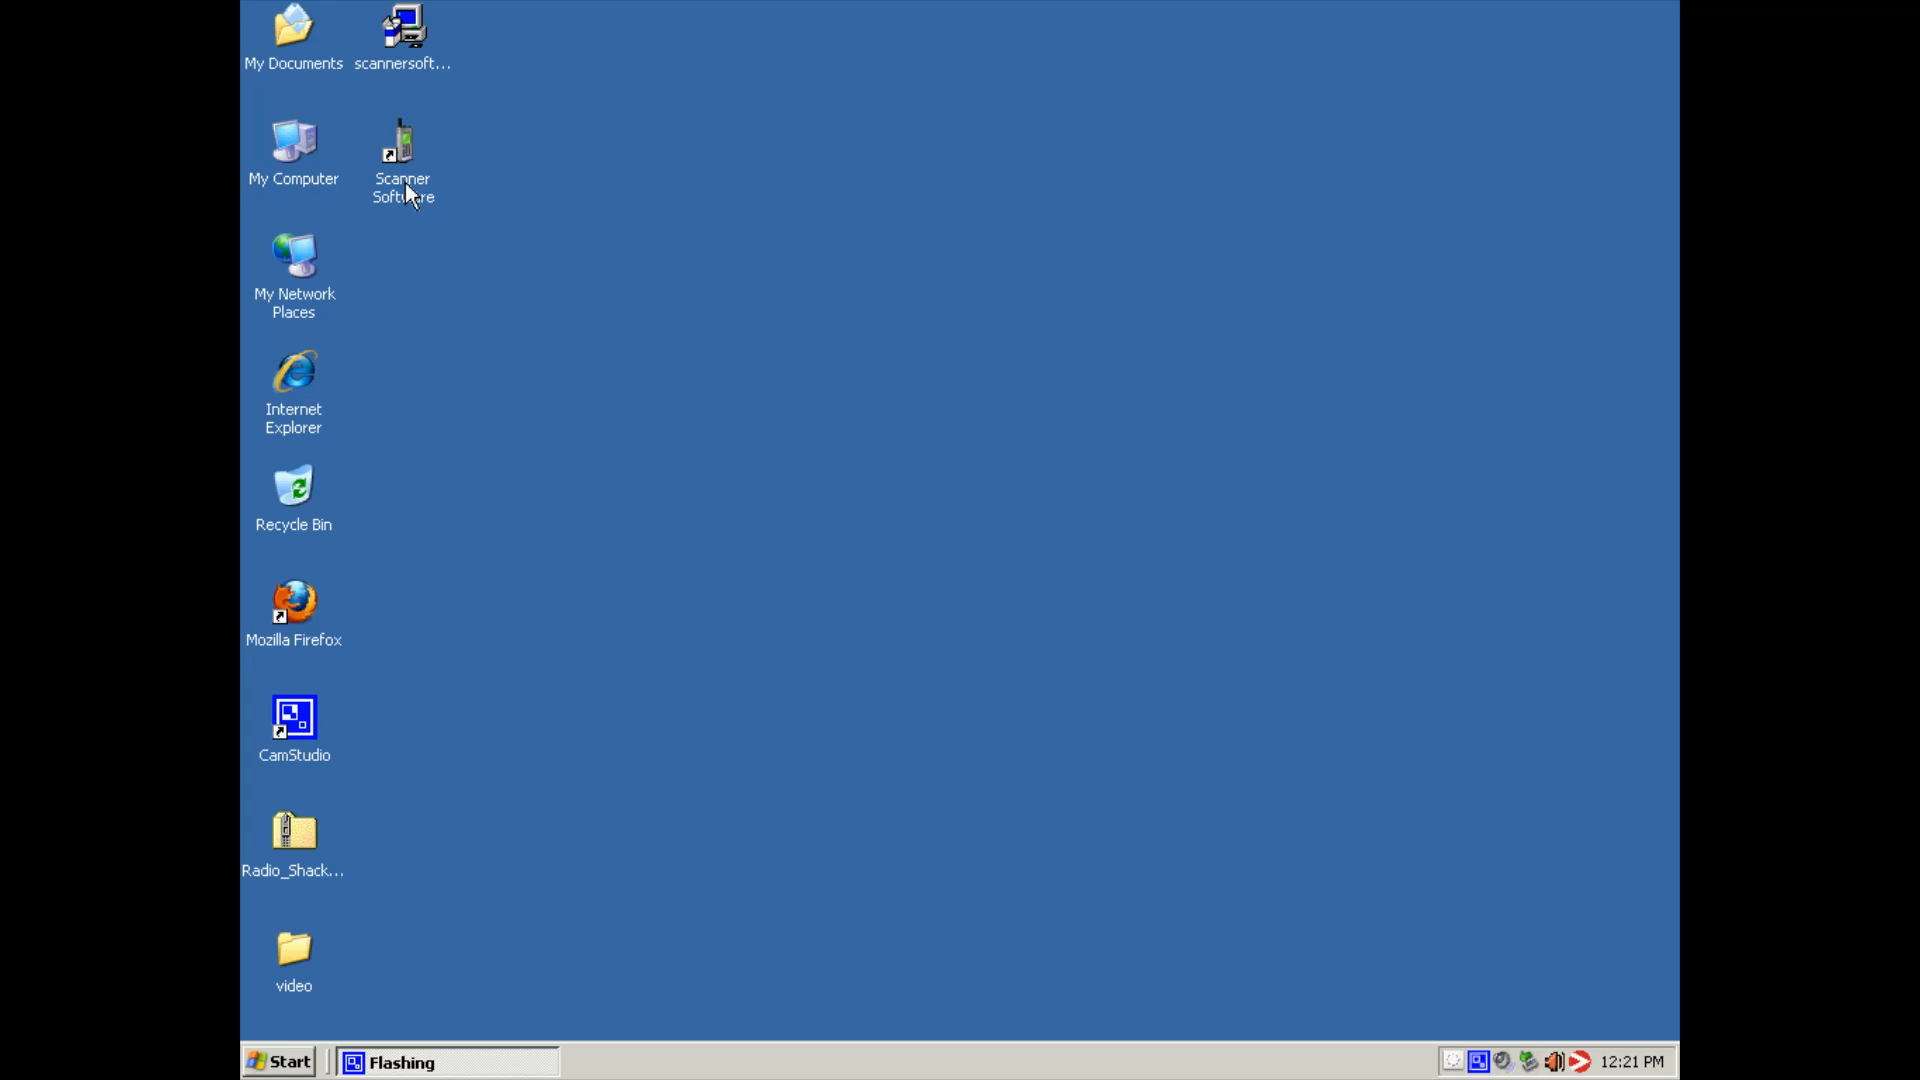 My Documents
scannersoft...
My Computer
Scanner
Software
My Network
Places
Internet
Explorer
Recycle Bin
Mozilla Firefox
CamStudio
Radio_Shack...
video
Start
Flashing
12:21 PM